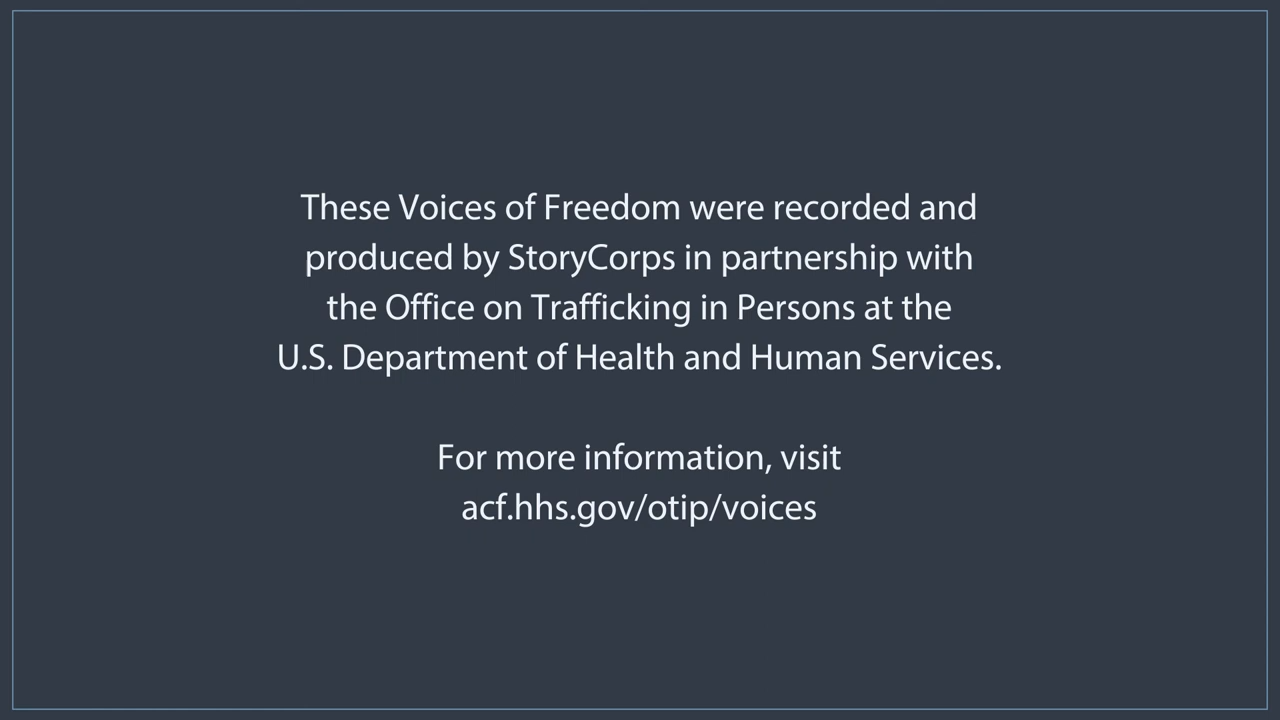 These Voices of Freedom were recorded and
produced by StoryCorps in partnership with
the Office on Trafficking in Persons at the
U.S. Department of Health and Human Services.
For more information, visit
acf.hhs.gov/otip/voices